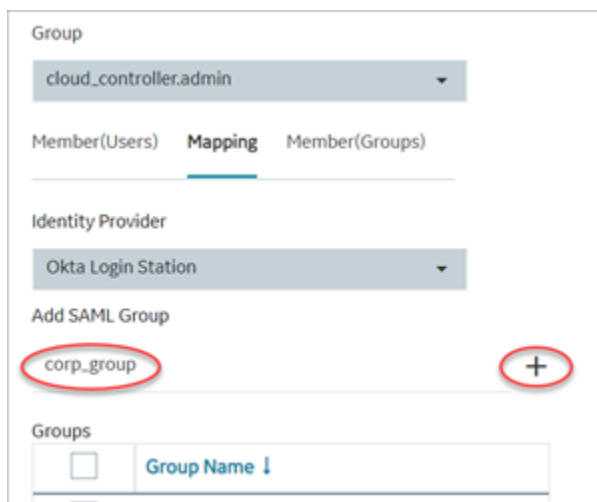 Group
cloud_controller.admin
Member(Users) Mapping Member(Groups)
Identity Provider
Okta Login Station
Add SAML Group
corp_group +
Groups
Group Name ↓